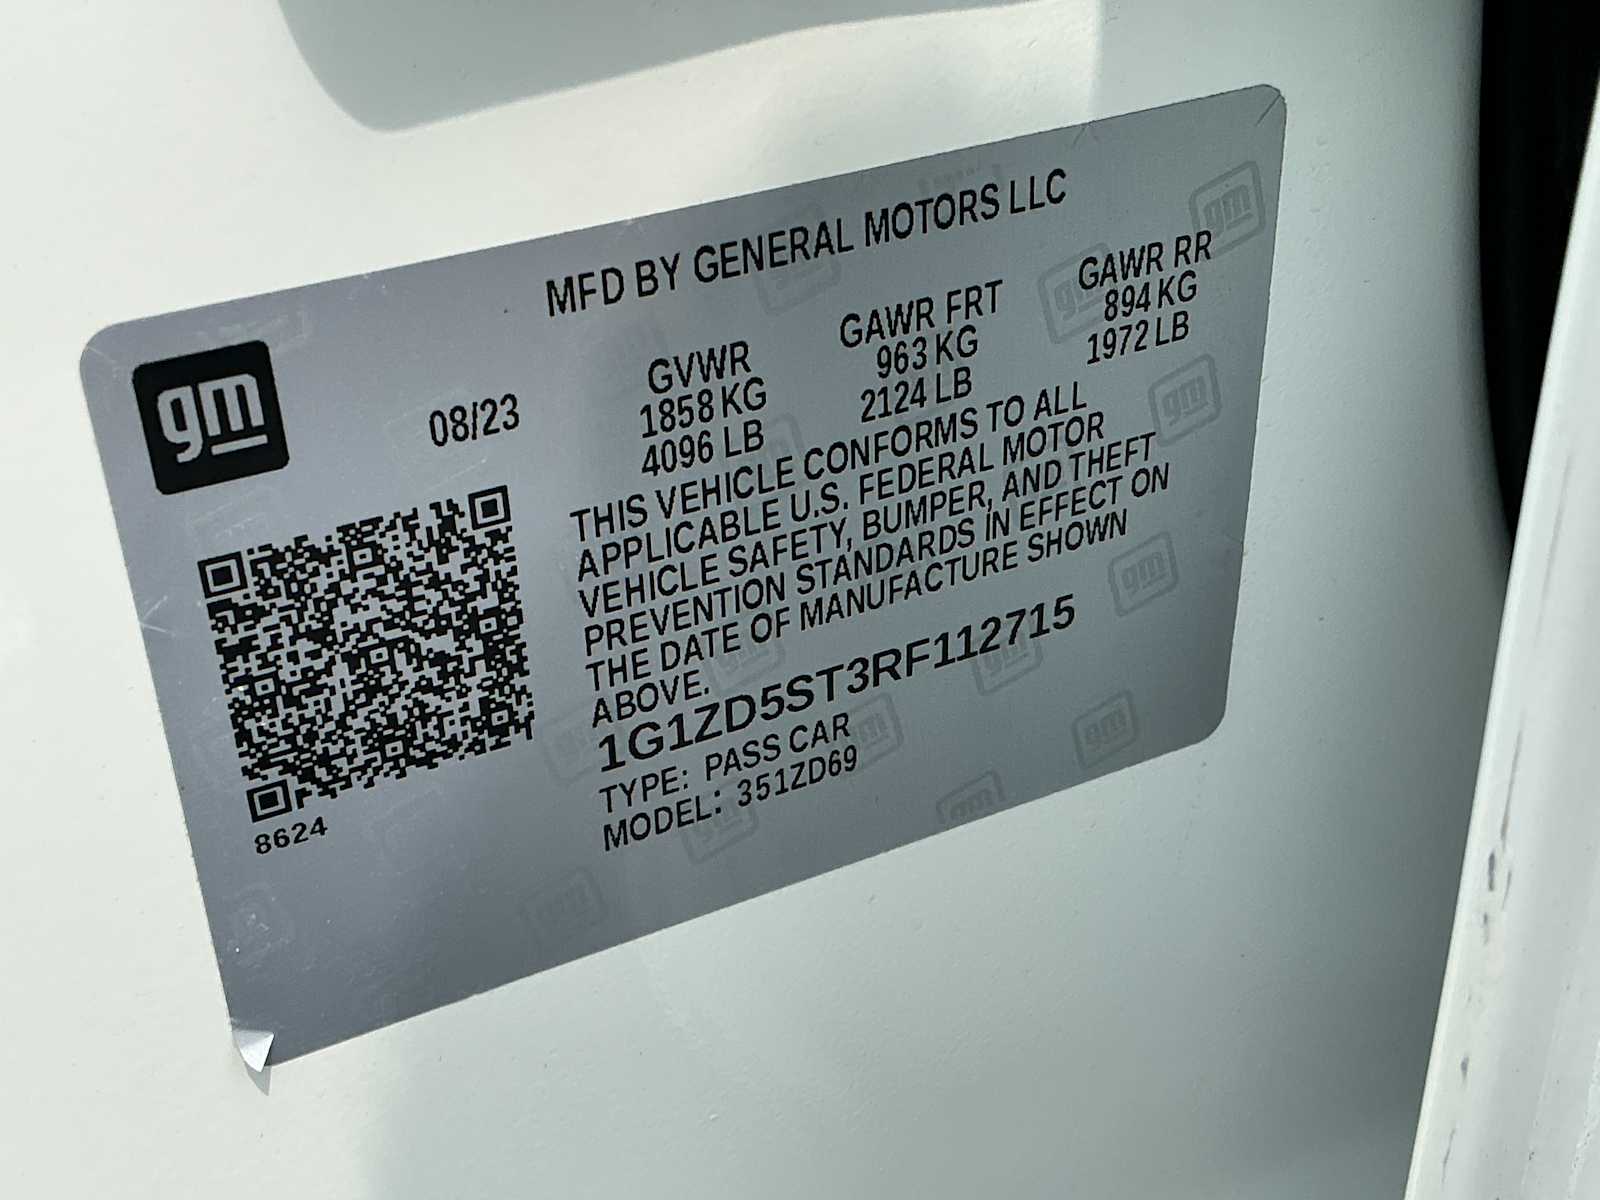 MFD BY GENERAL MOTORS LLC
gm
08/23
GVWR
1858 KG
4096 LB
GAWR FRT
963 KG
2124 LB
GAWR RR
894 KG
1972 LB
THIS VEHICLE CONFORMS TO ALL
APPLICABLE U.S. FEDERAL MOTOR
VEHICLE SAFETY, BUMPER, AND THEFT
PREVENTION STANDARDS IN EFFECT ON
THE DATE OF MANUFACTURE SHOWN
ABOVE.
1G1ZD5ST3RF112715
TYPE: PASS CAR
MODEL: 351ZD69
8624